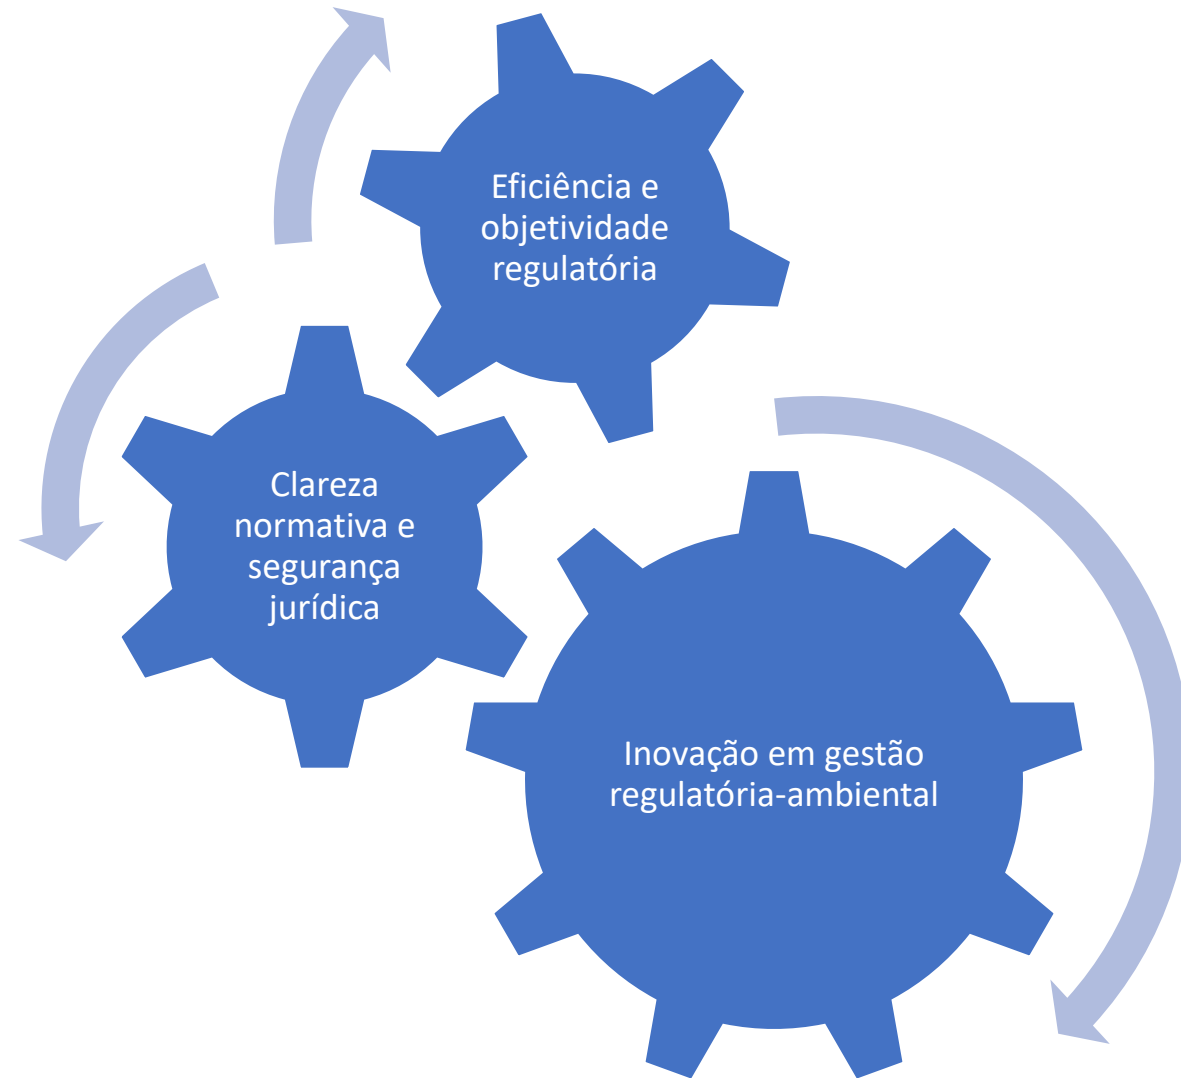 Eficiência e
objetividade
regulatória
Clareza
normativa e
segurança
jurídica
Inovação em gestão
regulatória-ambiental